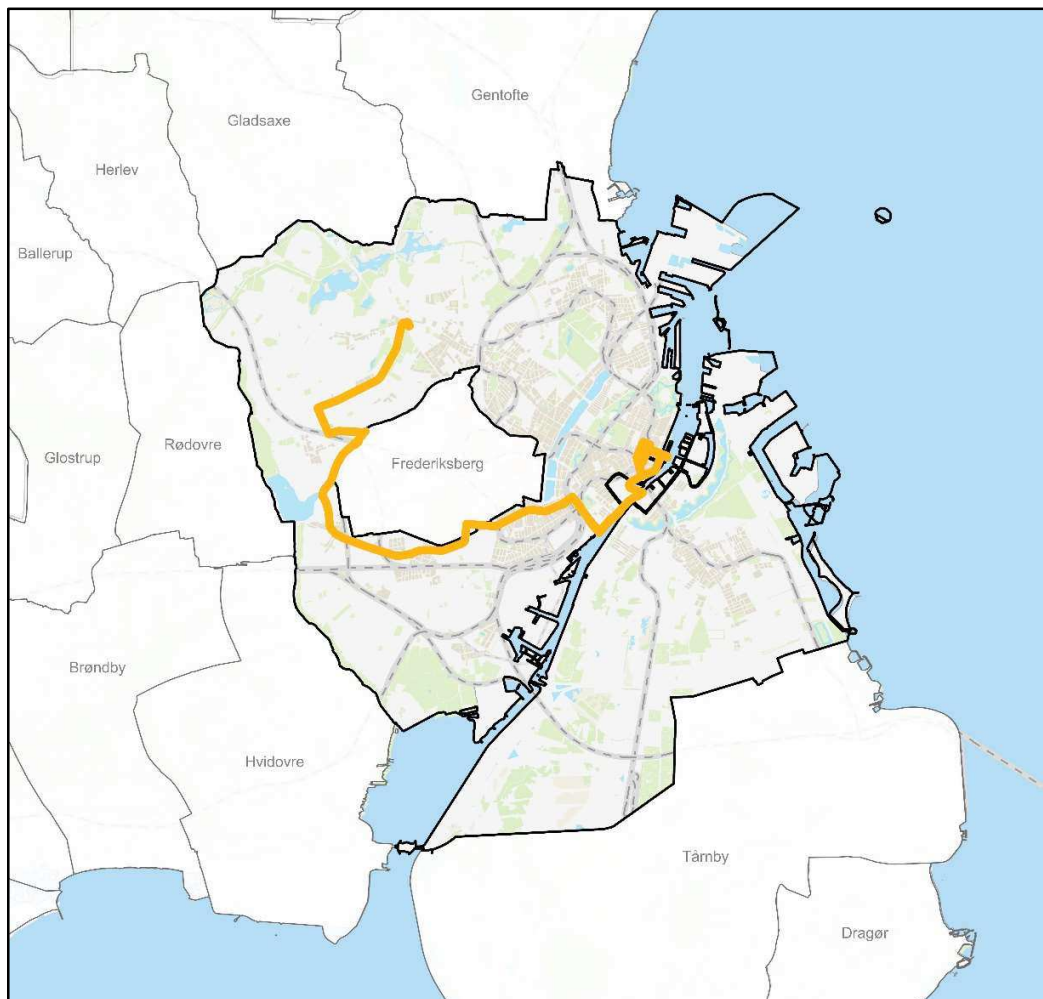 Gentofte
Gladsaxe
Herlev
Ballerup
Rødovre
Glostrup
Frederiksberg
Brøndby
Hvidovre
Tårnby
Dragør